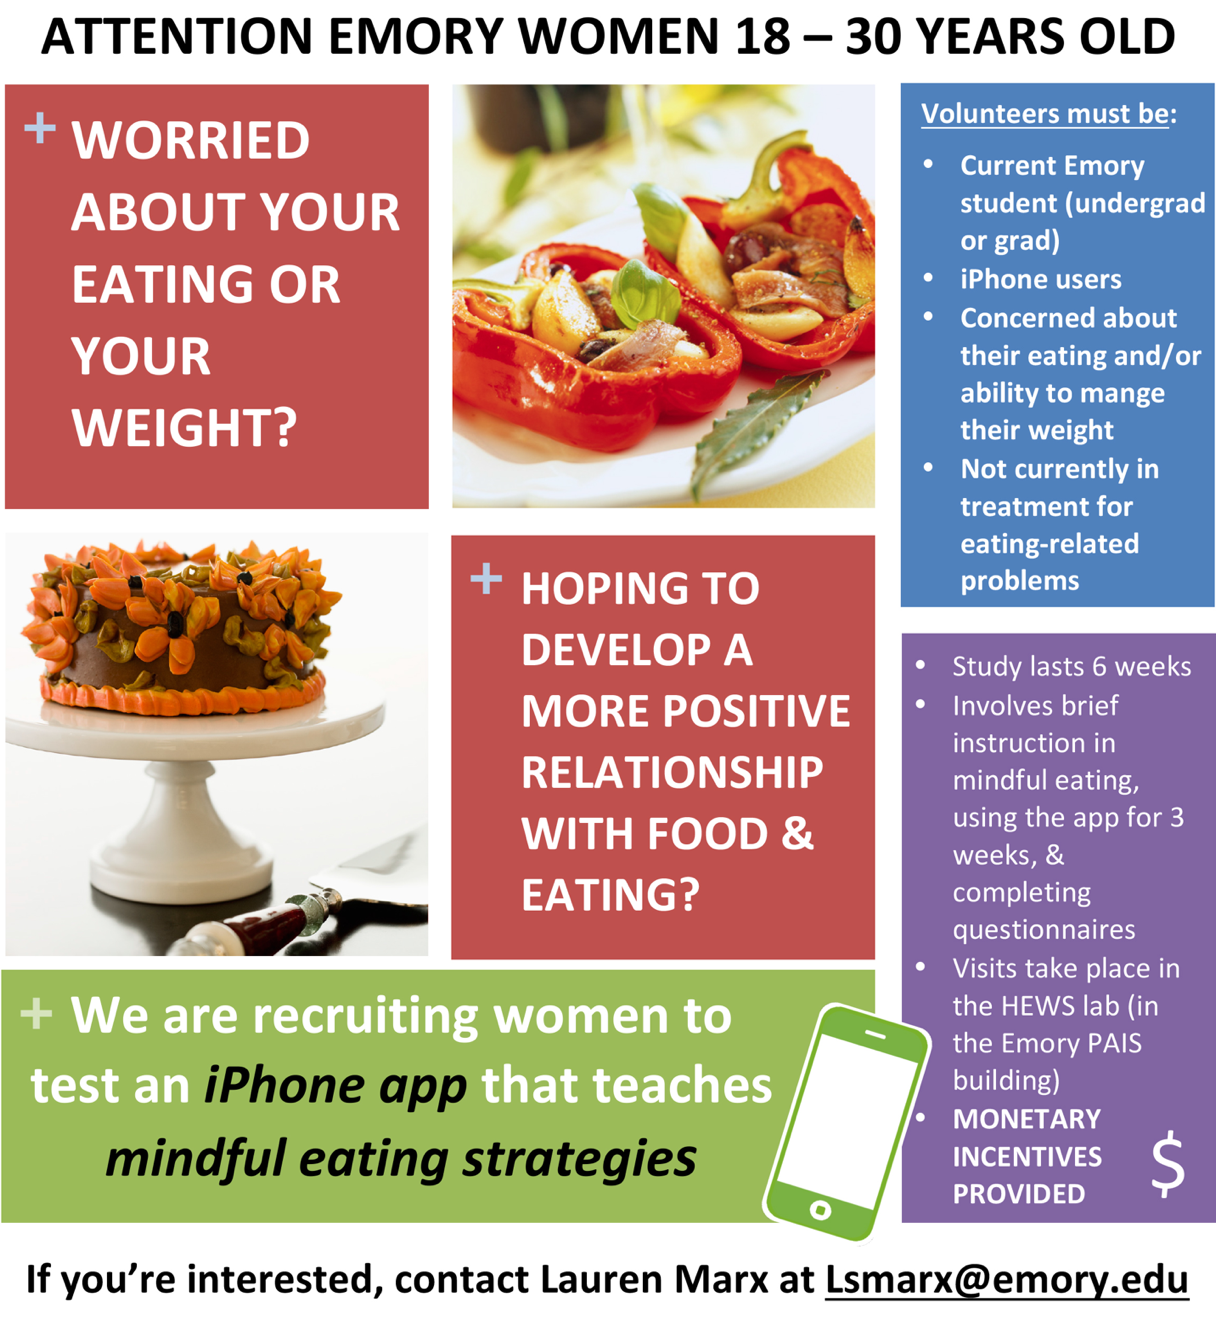 ATTENTION EMORY WOMEN 18 – 30 YEARS OLD
+ WORRIED
ABOUT YOUR
EATING OR
YOUR
WEIGHT?
+ HOPING TO
DEVELOP A
MORE POSITIVE
RELATIONSHIP
WITH FOOD &
EATING?
+ We are recruiting women to
test an iPhone app that teaches
mindful eating strategies
Volunteers must be:
• Current Emory
student (undergrad
or grad)
• iPhone users
• Concerned about
their eating and/or
ability to mange
their weight
• Not currently in
treatment for
eating-related
problems
• Study lasts 6 weeks
• Involves brief
instruction in
mindful eating,
using the app for 3
weeks, &
completing
questionnaires
• Visits take place in
the HEWS lab (in
the Emory PAIS
building)
• MONETARY
INCENTIVES
PROVIDED
$
If you’re interested, contact Lauren Marx at Lsmarx@emory.edu